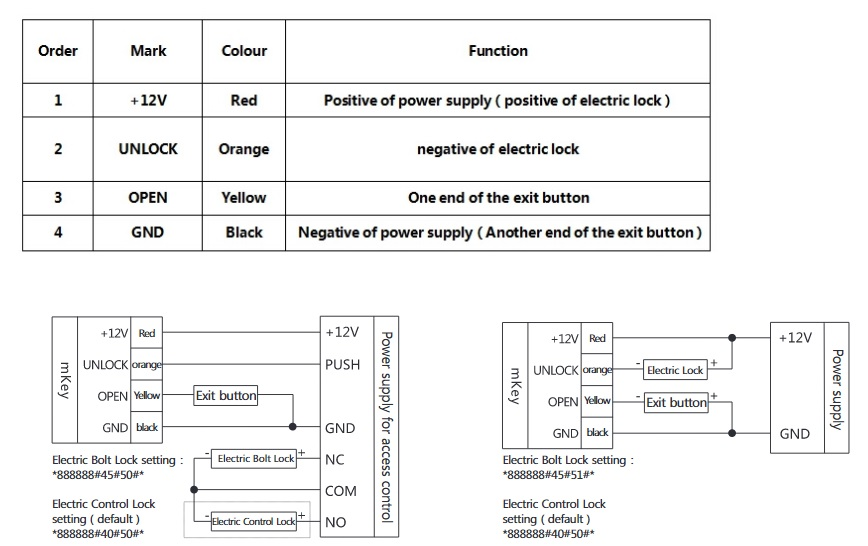 Order Mark Colour Function
1 +12V Red Positive of power supply ( positive of electric lock )
2 UNLOCK Orange negative of electric lock
3 OPEN Yellow One end of the exit button
4 GND Black Negative of power supply ( Another end of the exit button )
mKey
+12V Red
UNLOCK orange
OPEN Yellow Exit button
GND black
+12V
PUSH
GND
- Electric Bolt Lock + NC
COM
- Electric Control Lock + NO
Power supply for access control
Electric Bolt Lock setting :
*888888#45#50#*
Electric Control Lock
setting ( default )
*888888#40#50#*
mKey
+12V Red
UNLOCK orange - Electric Lock +
OPEN Yellow - Exit button +
GND black
+12V
GND
Power supply
Electric Bolt Lock setting :
*888888#45#51#*
Electric Control Lock
setting ( default )
*888888#40#50#*